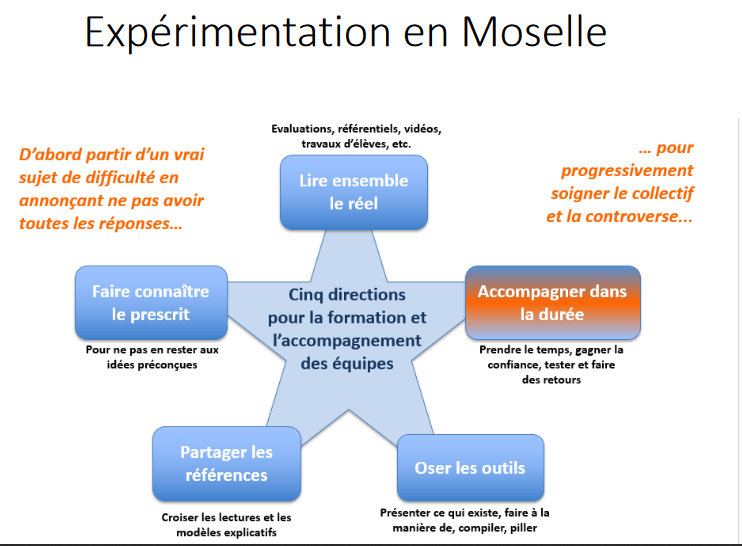 Expérimentation en Moselle
Evaluations, référentiels, vidéos,
travaux d'élèves, etc.
D'abord partir d'un vrai
sujet de difficulté en
annonçant ne pas avoir
toutes les réponses…
… pour
progressivement
soigner le collectif
et la controverse...
Lire ensemble
le réel
Faire connaître
le prescrit
Pour ne pas en rester aux
idées préconçues
Cinq directions
pour la formation et
l'accompagnement
des équipes
Accompagner dans
la durée
Prendre le temps, gagner la
confiance, tester et faire
des retours
Partager les
références
Croiser les lectures et les
modèles explicatifs
Oser les outils
Présenter ce qui existe, faire à la
manière de, compiler, piller